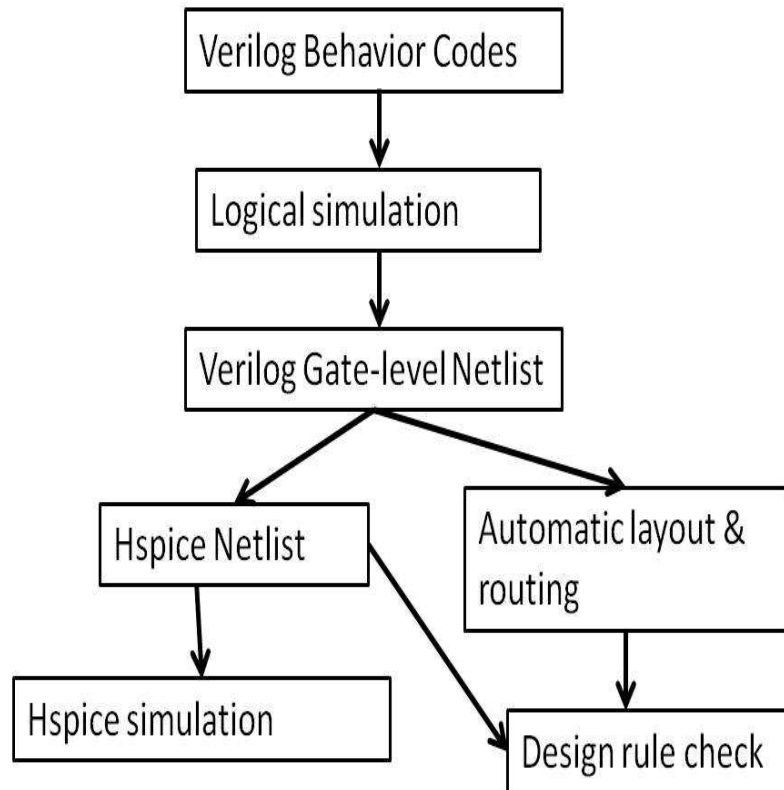 Verilog Behavior Codes
Logical simulation
Verilog Gate-level Netlist
Hspice Netlist
Automatic layout &
routing
Hspice simulation
Design rule check